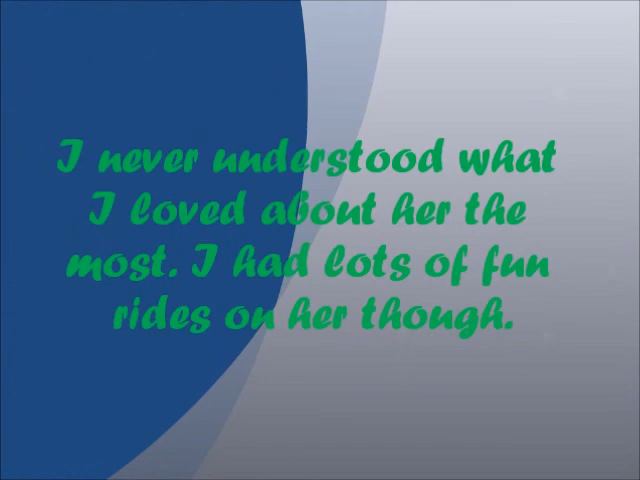 I never understood what
I loved about her the
most. I had lots of fun
rides on her though.